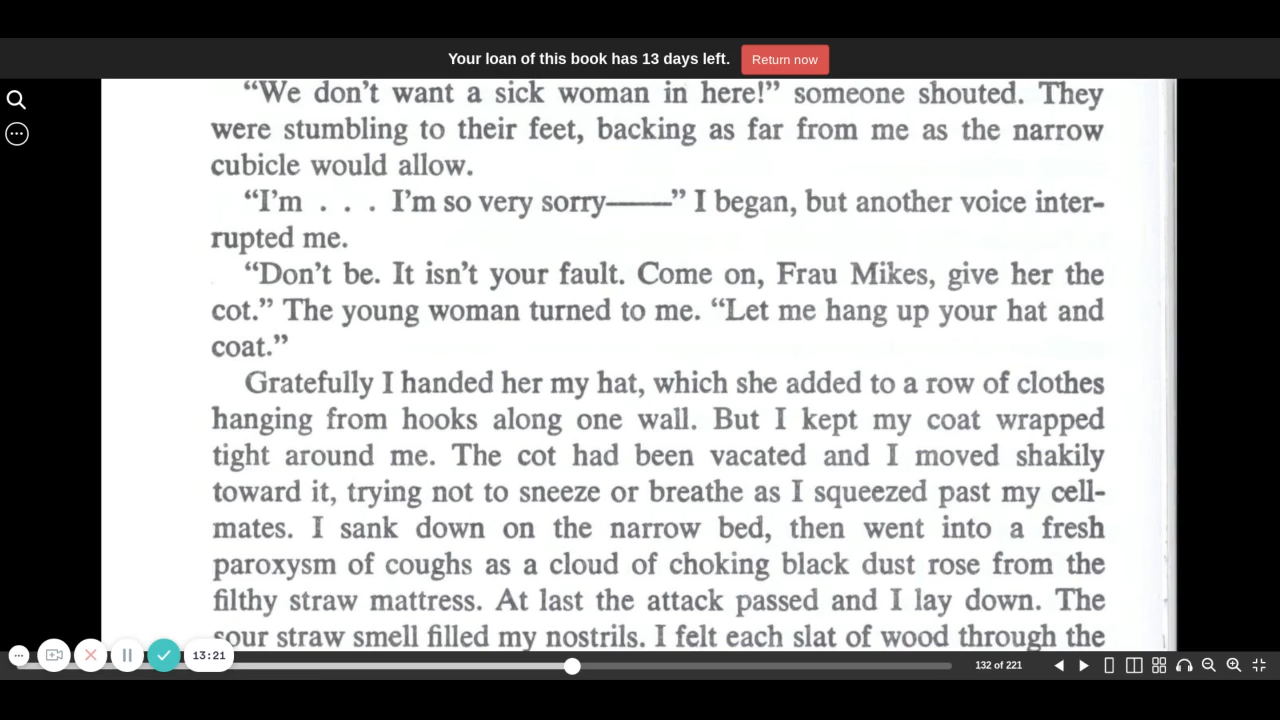 Your loan of this book has 13 days left. Return now
“We don’t want a sick woman in here!” someone shouted. They
were stumbling to their feet, backing as far from me as the narrow
cubicle would allow.
“I’m . . . I’m so very sorry——” I began, but another voice inter-
rupted me.
“Don’t be. It isn’t your fault. Come on, Frau Mikes, give her the
cot.” The young woman turned to me. “Let me hang up your hat and
coat.”
Gratefully I handed her my hat, which she added to a row of clothes
hanging from hooks along one wall. But I kept my coat wrapped
tight around me. The cot had been vacated and I moved shakily
toward it, trying not to sneeze or breathe as I squeezed past my cell-
mates. I sank down on the narrow bed, then went into a fresh
paroxysm of coughs as a cloud of choking black dust rose from the
filthy straw mattress. At last the attack passed and I lay down. The
sour straw smell filled my nostrils. I felt each slat of wood through the
13:21
132 of 221